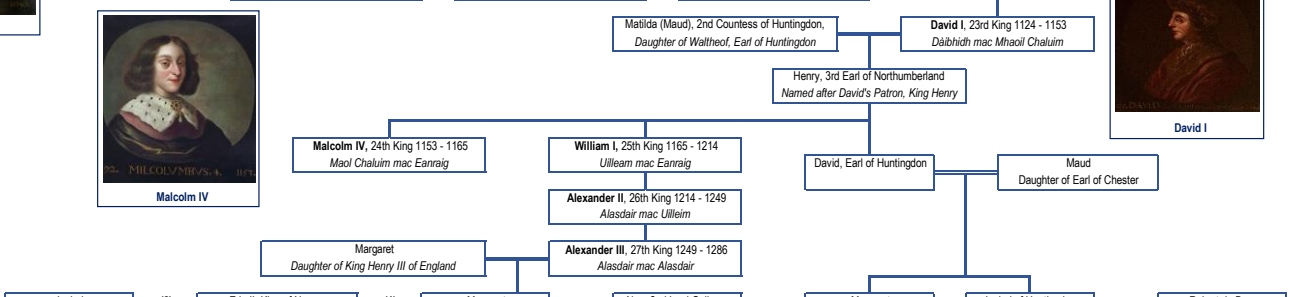 Matilda (Maud), 2nd Countess of Huntingdon,
Daughter of Waltheof, Earl of Huntingdon
David I, 23rd King 1124 - 1153
Dàibhidh mac Mhaoil Chaluim
Henry, 3rd Earl of Northumberland
Named after David's Patron, King Henry
MILCOLVMBVS.4.
Malcolm IV
David I
Malcolm IV, 24th King 1153 - 1165
Maol Chaluim mac Eanraig
William I, 25th King 1165 - 1214
Uilleam mac Eanraig
David, Earl of Huntingdon
Maud
Daughter of Earl of Chester
Alexander II, 26th King 1214 - 1249
Alasdair mac Uilleim
Margaret
Daughter of King Henry III of England
Alexander III, 27th King 1249 - 1286
Alasdair mac Alasdair